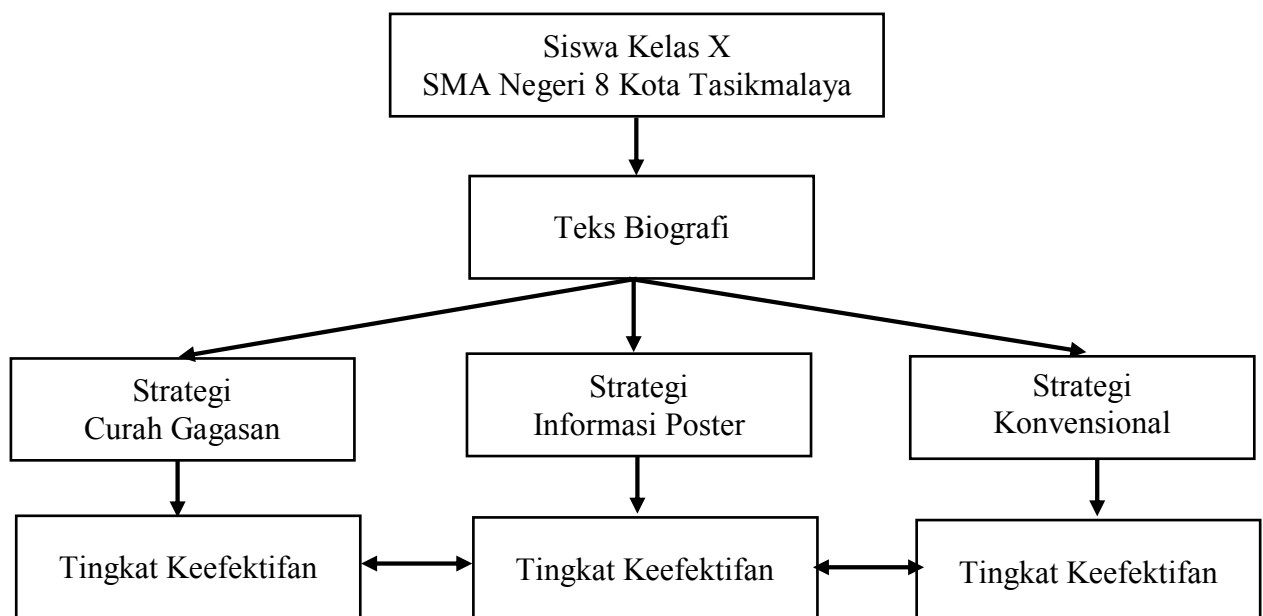 Siswa Kelas X
SMA Negeri 8 Kota Tasikmalaya
Teks Biografi
Strategi
Curah Gagasan
Strategi
Informasi Poster
Strategi
Konvensional
Tingkat Keefektifan
Tingkat Keefektifan
Tingkat Keefektifan